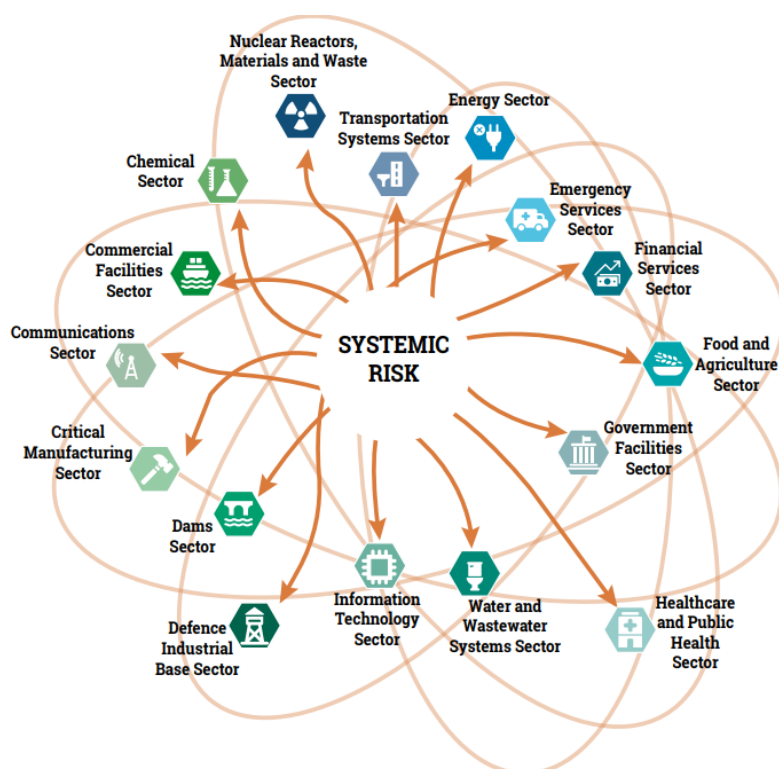 Nuclear Reactors,
Materials and Waste
Sector
Transportation
Systems Sector
Energy Sector
Chemical
Sector
Emergency
Services
Sector
Commercial
Facilities
Sector
Financial
Services
Sector
Communications
Sector
SYSTEMIC
RISK
Food and
Agriculture
Sector
Critical
Manufacturing
Sector
Government
Facilities
Sector
Dams
Sector
Defence
Industrial
Base Sector
Information
Technology
Sector
Water and
Wastewater
Systems Sector
Healthcare
and Public
Health
Sector